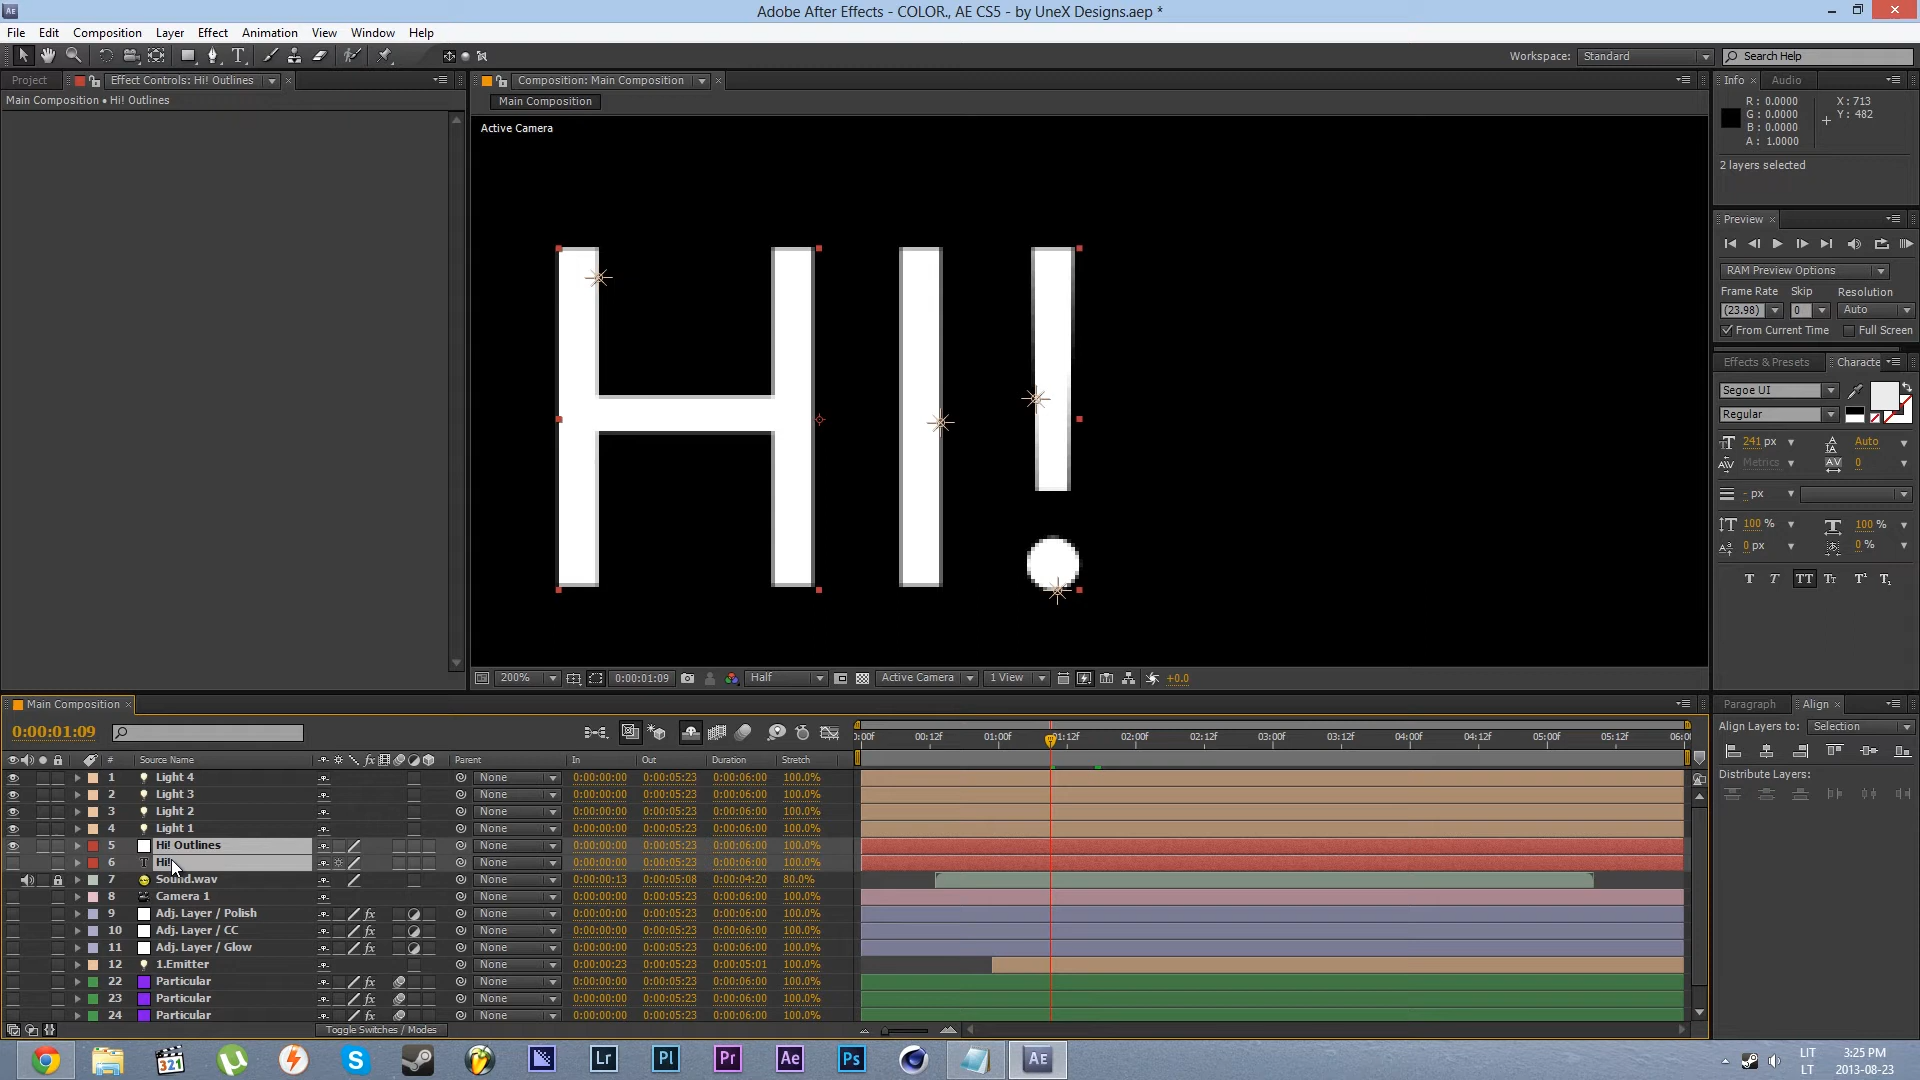 Adobe After Effects - COLOR., AE CS5 - by UneX Designs.aep *
File Edit Composition Layer Effect Animation View Window Help
Workspace: Standard Search Help
Project Effect Controls: Hi! Outlines
Main Composition • Hi! Outlines
Composition: Main Composition
Main Composition
Active Camera
HI!
200% 0:00:01:09 Half Active Camera 1 View +0.0
Info Audio
R: 0.0000 X: 713
G: 0.0000 Y: 482
B: 0.0000
A: 1.0000
2 layers selected
Preview
RAM Preview Options
Frame Rate Skip Resolution
(23.98) 0 Auto
From Current Time Full Screen
Effects & Presets Characte
Segoe UI
Regular
241 px Auto
Metrics 0
- px
100 % 100 %
0 px 0 %
T T TT Tt T¹ T₁
Paragraph Align
Align Layers to: Selection
Distribute Layers:
Main Composition
0:00:01:09
:00f 00:12f 01:00f 01:12f 02:00f 02:12f 03:00f 03:12f 04:00f 04:12f 05:00f 05:12f 06:0
# Source Name fx Parent In Out Duration Stretch
1 Light 4 None 0:00:00:00 0:00:05:23 0:00:06:00 100.0%
2 Light 3 None 0:00:00:00 0:00:05:23 0:00:06:00 100.0%
3 Light 2 None 0:00:00:00 0:00:05:23 0:00:06:00 100.0%
4 Light 1 None 0:00:00:00 0:00:05:23 0:00:06:00 100.0%
5 Hi! Outlines None 0:00:00:00 0:00:05:23 0:00:06:00 100.0%
6 T Hi! None 0:00:00:00 0:00:05:23 0:00:06:00 100.0%
7 Sound.wav None 0:00:00:13 0:00:05:08 0:00:04:20 80.0%
8 Camera 1 None 0:00:00:00 0:00:05:23 0:00:06:00 100.0%
9 Adj. Layer / Polish fx None 0:00:00:00 0:00:05:23 0:00:06:00 100.0%
10 Adj. Layer / CC fx None 0:00:00:00 0:00:05:23 0:00:06:00 100.0%
11 Adj. Layer / Glow fx None 0:00:00:00 0:00:05:23 0:00:06:00 100.0%
12 1.Emitter None 0:00:00:23 0:00:05:23 0:00:05:01 100.0%
22 Particular fx None 0:00:00:00 0:00:05:23 0:00:06:00 100.0%
23 Particular fx None 0:00:00:00 0:00:05:23 0:00:06:00 100.0%
24 Particular fx None 0:00:00:00 0:00:05:23 0:00:06:00 100.0%
Toggle Switches / Modes
321 S Lr Pl Pr Ae Ps AE
LIT 3:25 PM
LT 2013-08-23